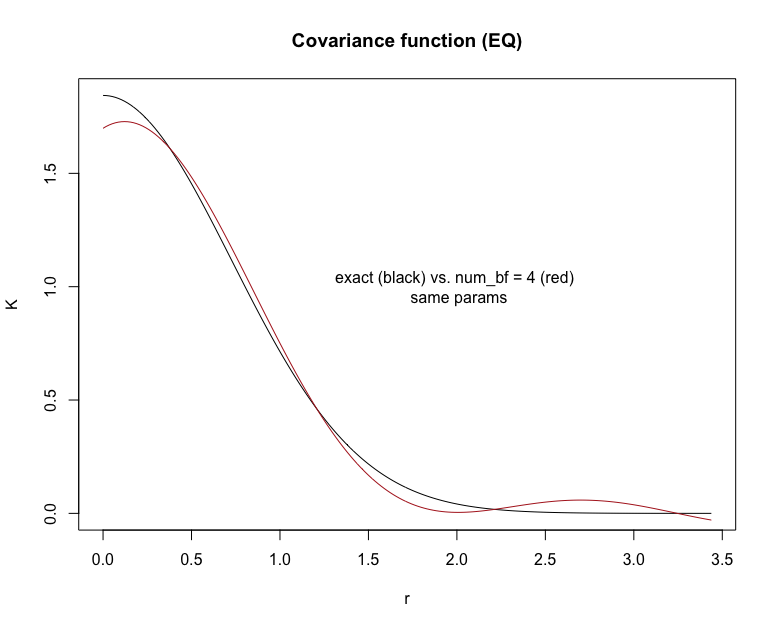 Covariance function (EQ)
K
1.5
1.0
0.5
0.0
exact (black) vs. num_bf = 4 (red)
same params
0.0 0.5 1.0 1.5 2.0 2.5 3.0 3.5
r